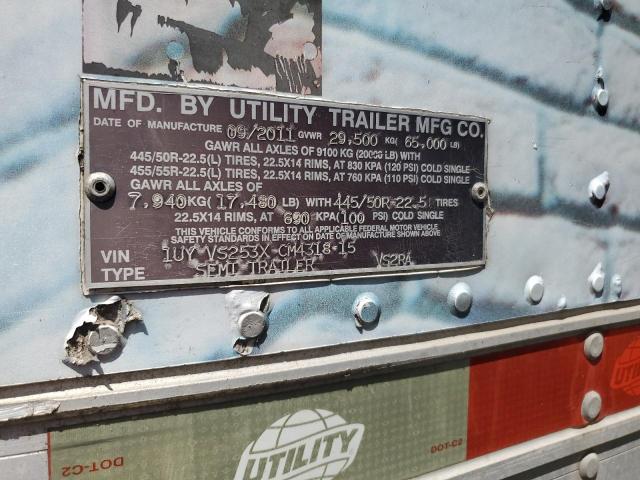 MFD. BY UTILITY TRAILER MFG CO.
DATE OF MANUFACTURE 09/2011 GVWR 29,500 KG( 65,000 LB)
GAWR ALL AXLES OF 9100 KG (20000 LB) WITH
445/50R-22.5(L) TIRES, 22.5X14 RIMS, AT 830 KPA (120 PSI) COLD SINGLE
455/55R-22.5(L) TIRES, 22.5X14 RIMS, AT 760 KPA (110 PSI) COLD SINGLE
GAWR ALL AXLES OF
7,940 KG( 17,480 LB) WITH 445/50R-22.5 TIRES
22.5X14 RIMS, AT 690 KPA( 100 PSI) COLD SINGLE
THIS VEHICLE CONFORMS TO ALL APPLICABLE FEDERAL MOTOR VEHICLE
SAFETY STANDARDS IN EFFECT ON DATE OF MANUFACTURE SHOWN ABOVE
VIN 1UY VS253X CM4318 15
TYPE SEMI TRAILER VS2RA
DOT-C2 UTILITY DOT-C2